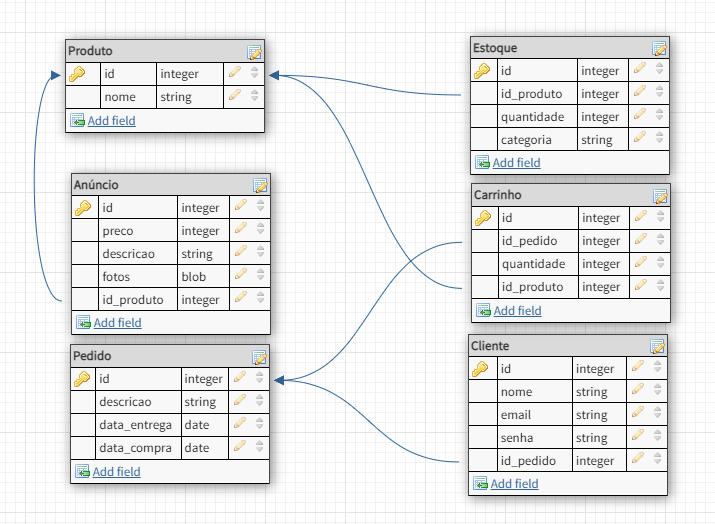 Produto
id integer
nome string
Add field
Anúncio
id integer
preco integer
descricao string
fotos blob
id_produto integer
Add field
Pedido
id integer
descricao string
data_entrega date
data_compra date
Add field
Estoque
id integer
id_produto integer
quantidade integer
categoria string
Add field
Carrinho
id integer
id_pedido integer
quantidade integer
id_produto integer
Add field
Cliente
id integer
nome string
email string
senha string
id_pedido integer
Add field